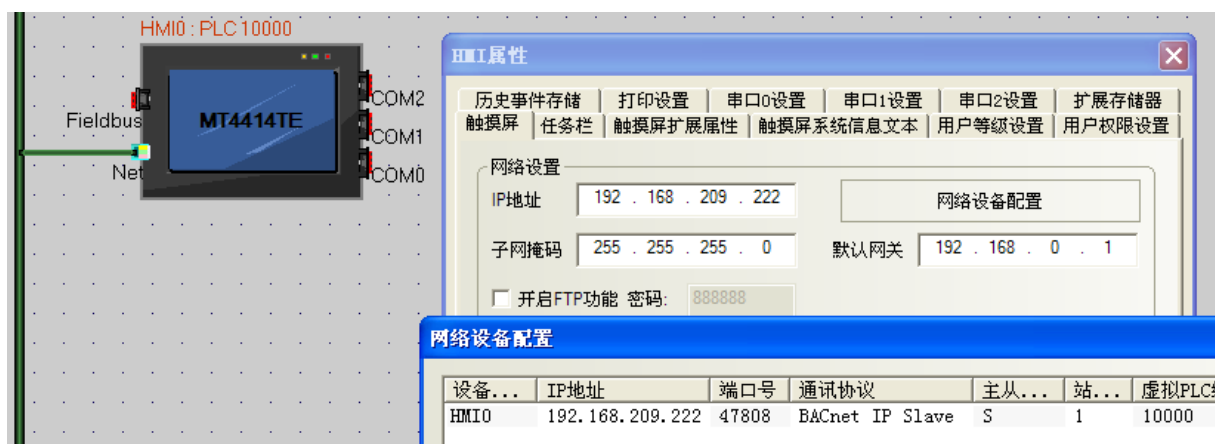 HMI0 : PLC 10000
Fieldbus
MT4414TE
Net
COM2
COM1
COM0
HMI属性
历史事件存储 打印设置 串口0设置 串口1设置 串口2设置 扩展存储器
触摸屏 任务栏 触摸屏扩展属性 触摸屏系统信息文本 用户等级设置 用户权限设置
网络设置
IP地址 192 . 168 . 209 . 222 网络设备配置
子网掩码 255 . 255 . 255 . 0 默认网关 192 . 168 . 0 . 1
开启FTP功能 密码: 888888
网络设备配置
设备... IP地址 端口号 通讯协议 主从... 站... 虚拟PLC
HMI0 192.168.209.222 47808 BACnet IP Slave S 1 10000